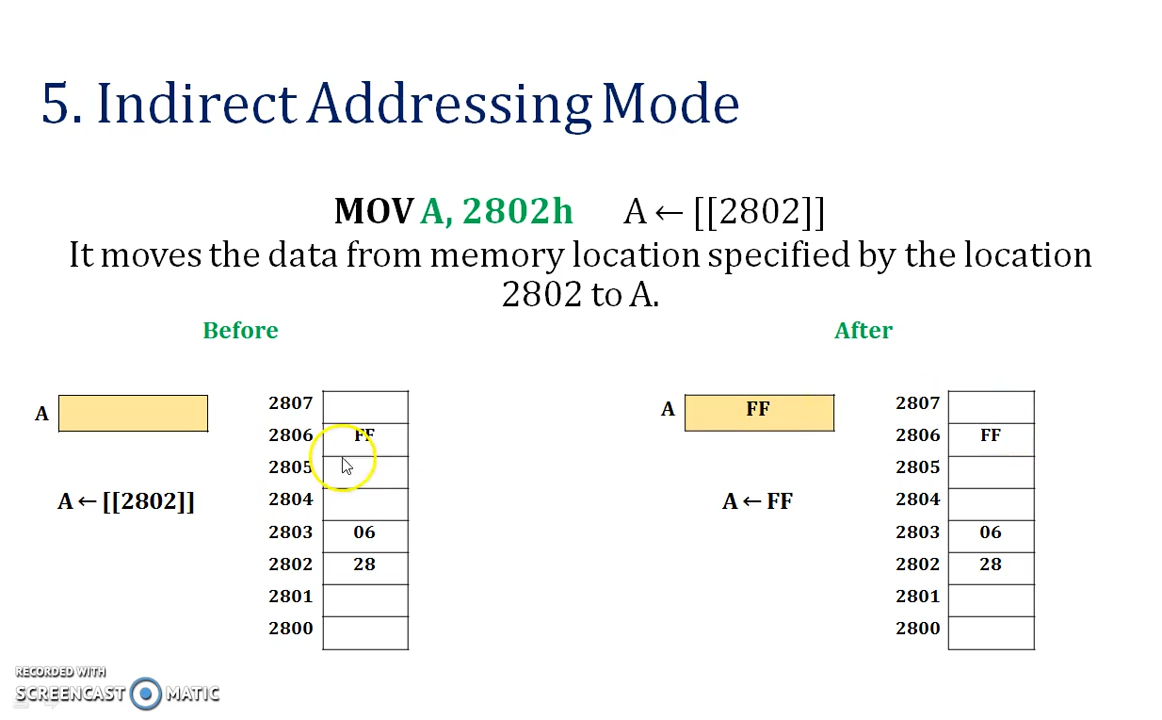 5. Indirect Addressing Mode
MOV A, 2802h A ← [[2802]]
It moves the data from memory location specified by the location
2802 to A.
Before After
A 2807 A FF 2807
2806 FF 2806 FF
2805 2805
A ← [[2802]] 2804 A ← FF 2804
2803 06 2803 06
2802 28 2802 28
2801 2801
2800 2800
RECORDED WITH
SCREENCAST MATIC